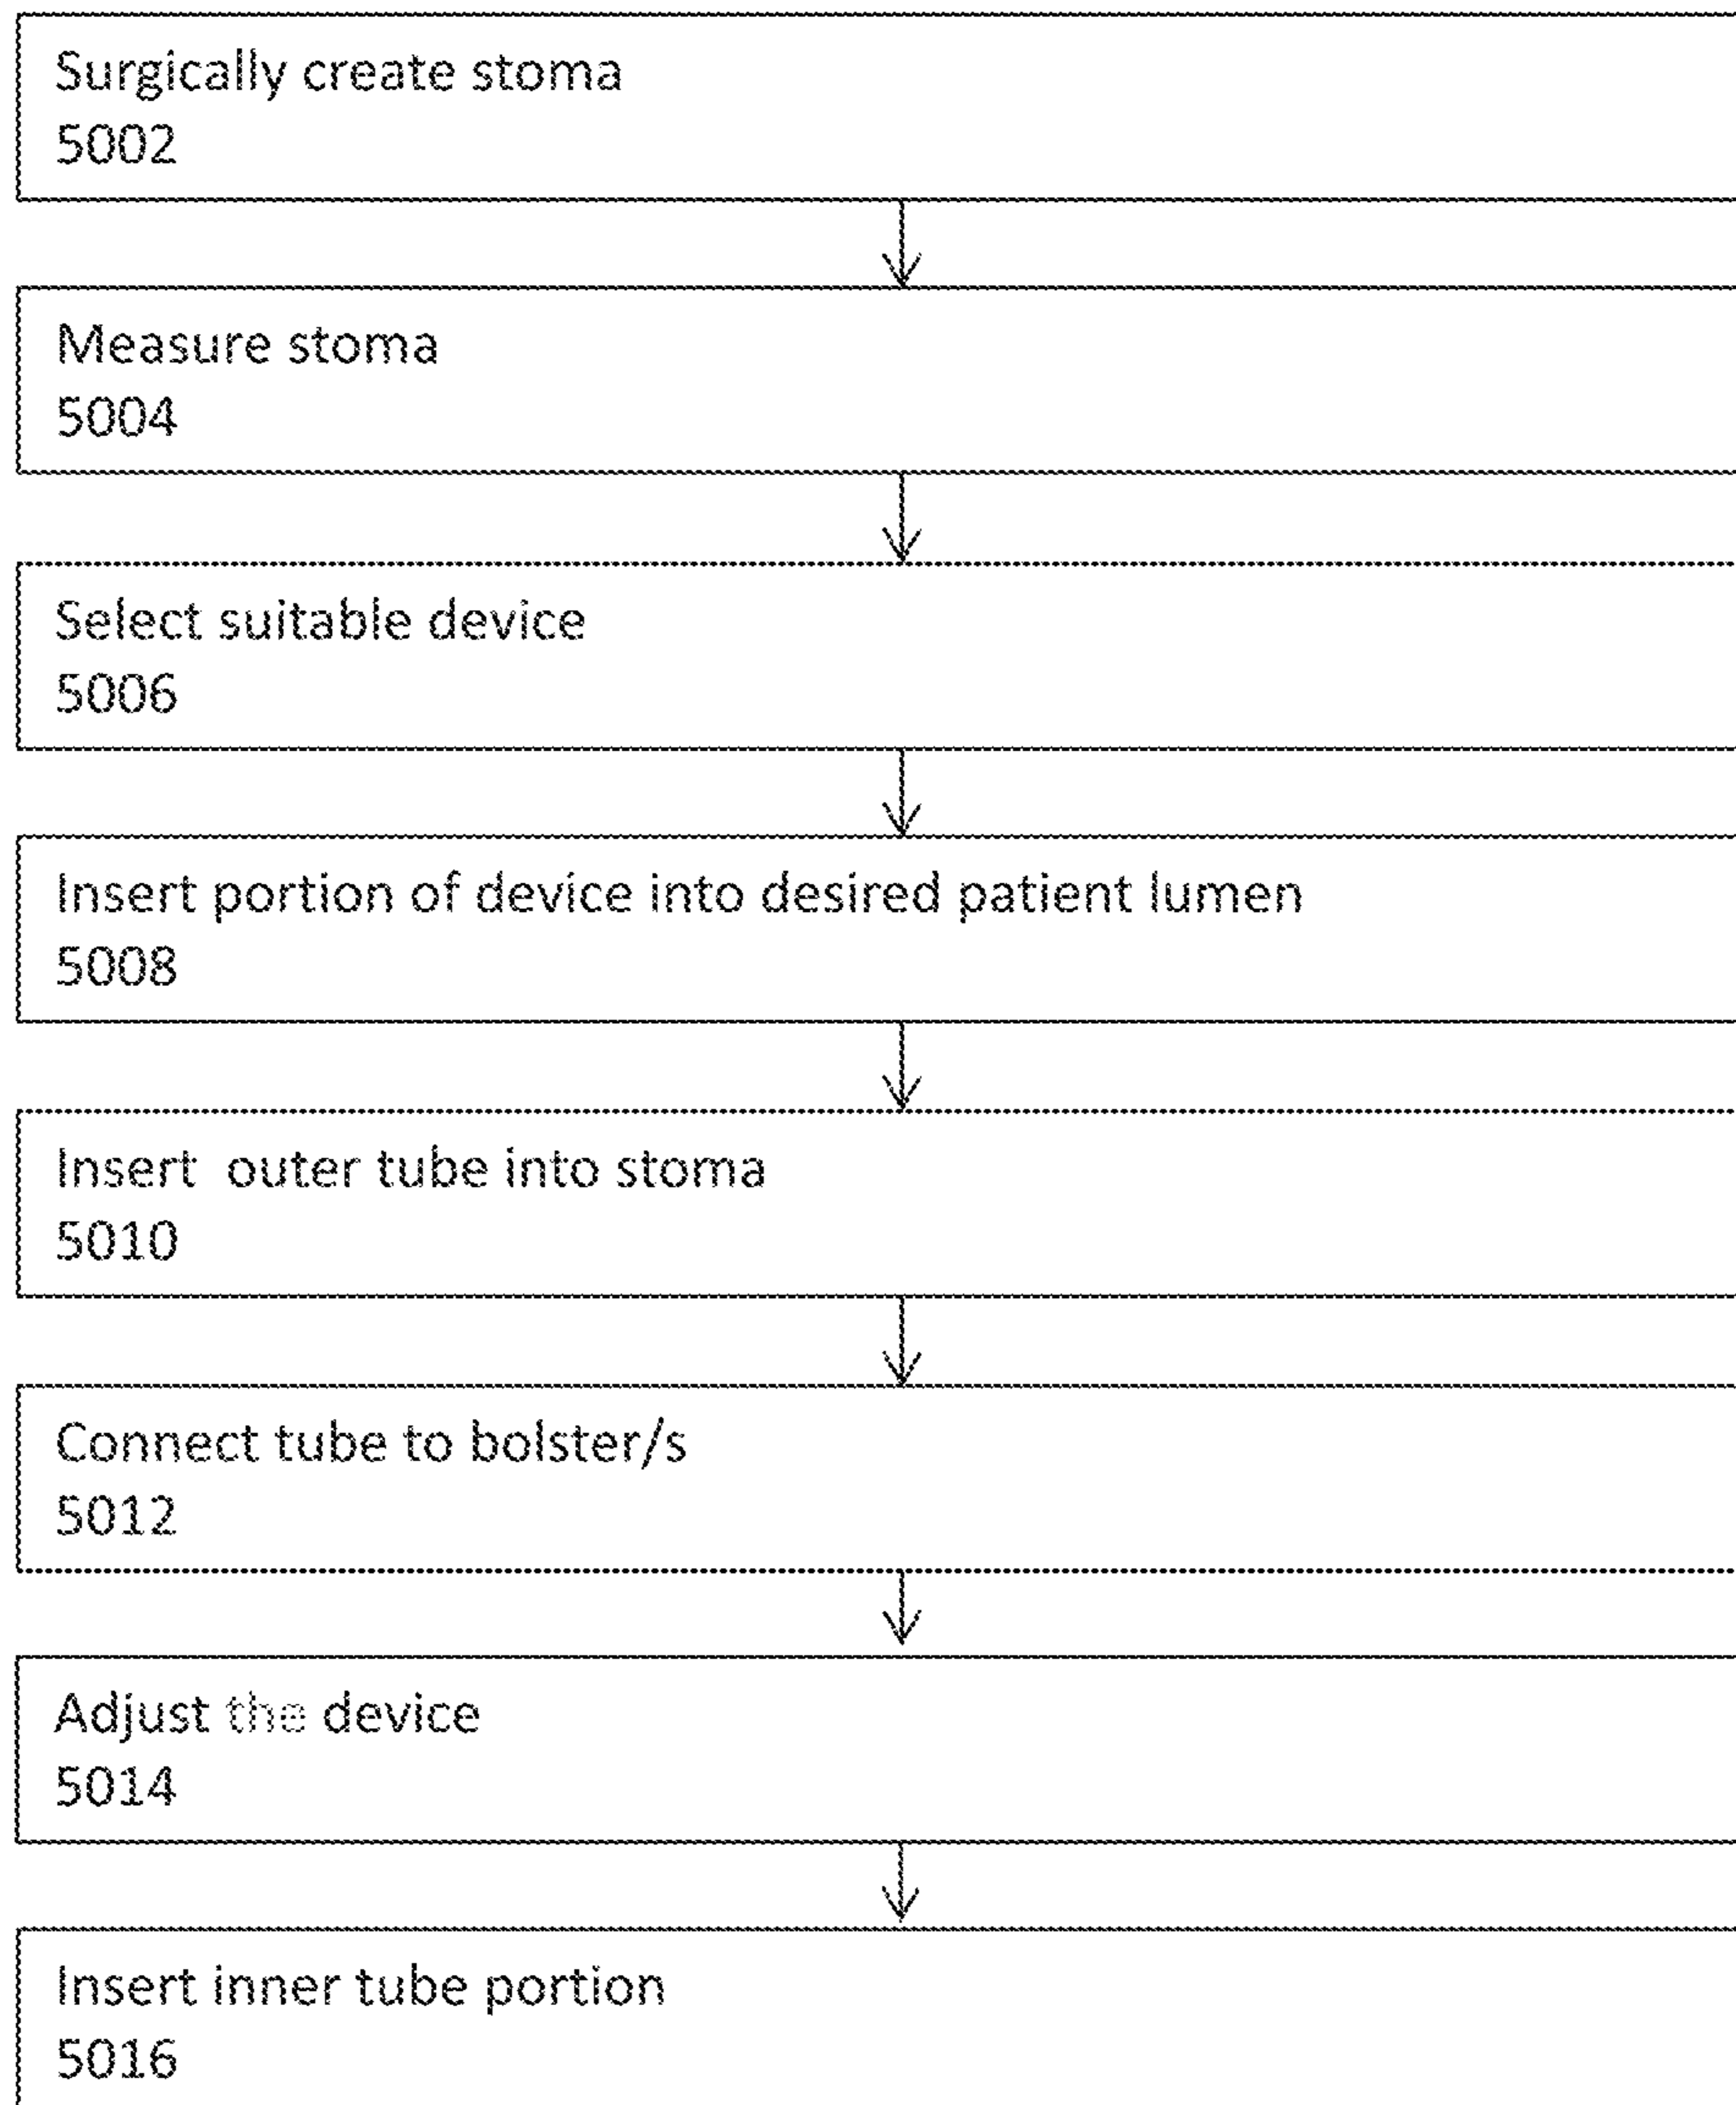 Surgically create stoma
5002
Measure stoma
5004
Select suitable device
5006
Insert portion of device into desired patient lumen
5008
Insert outer tube into stoma
5010
Connect tube to bolster/s
5012
Adjust the device
5014
Insert inner tube portion
5016